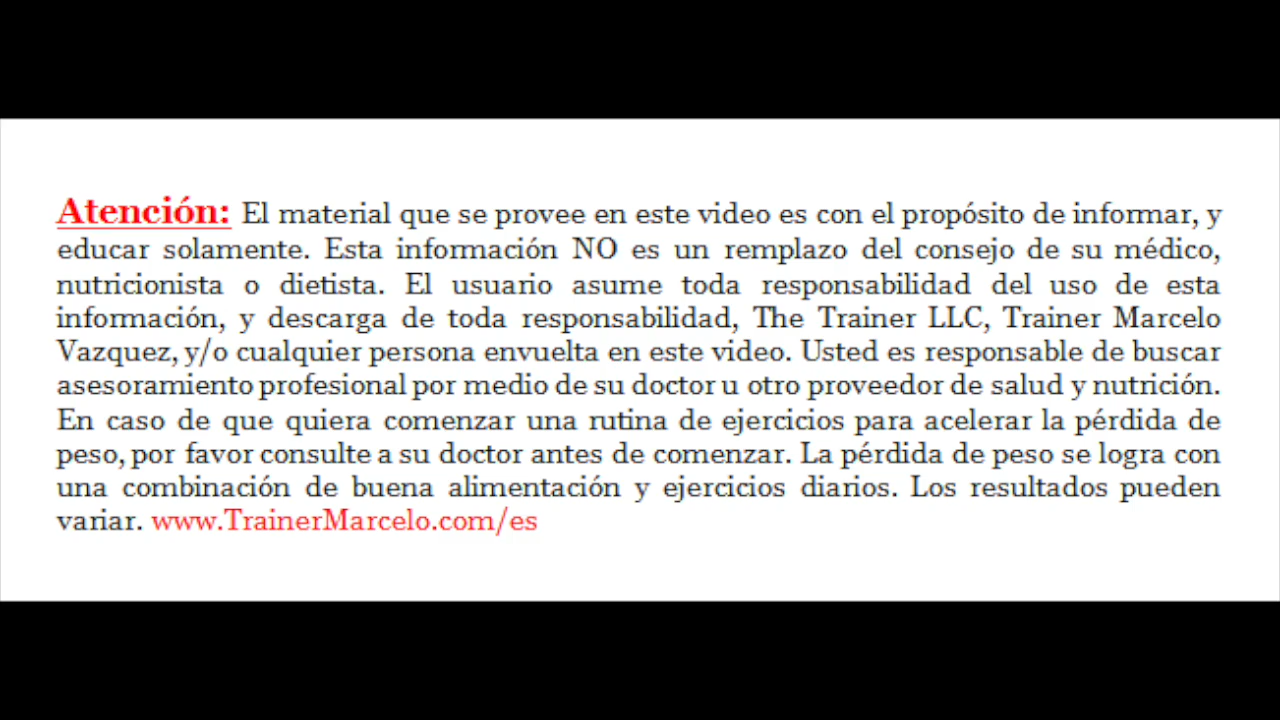 Atención: El material que se provee en este video es con el propósito de informar, y
educar solamente. Esta información NO es un remplazo del consejo de su médico,
nutricionista o dietista. El usuario asume toda responsabilidad del uso de esta
información, y descarga de toda responsabilidad, The Trainer LLC, Trainer Marcelo
Vazquez, y/o cualquier persona envuelta en este video. Usted es responsable de buscar
asesoramiento profesional por medio de su doctor u otro proveedor de salud y nutrición.
En caso de que quiera comenzar una rutina de ejercicios para acelerar la pérdida de
peso, por favor consulte a su doctor antes de comenzar. La pérdida de peso se logra con
una combinación de buena alimentación y ejercicios diarios. Los resultados pueden
variar. www.TrainerMarcelo.com/es